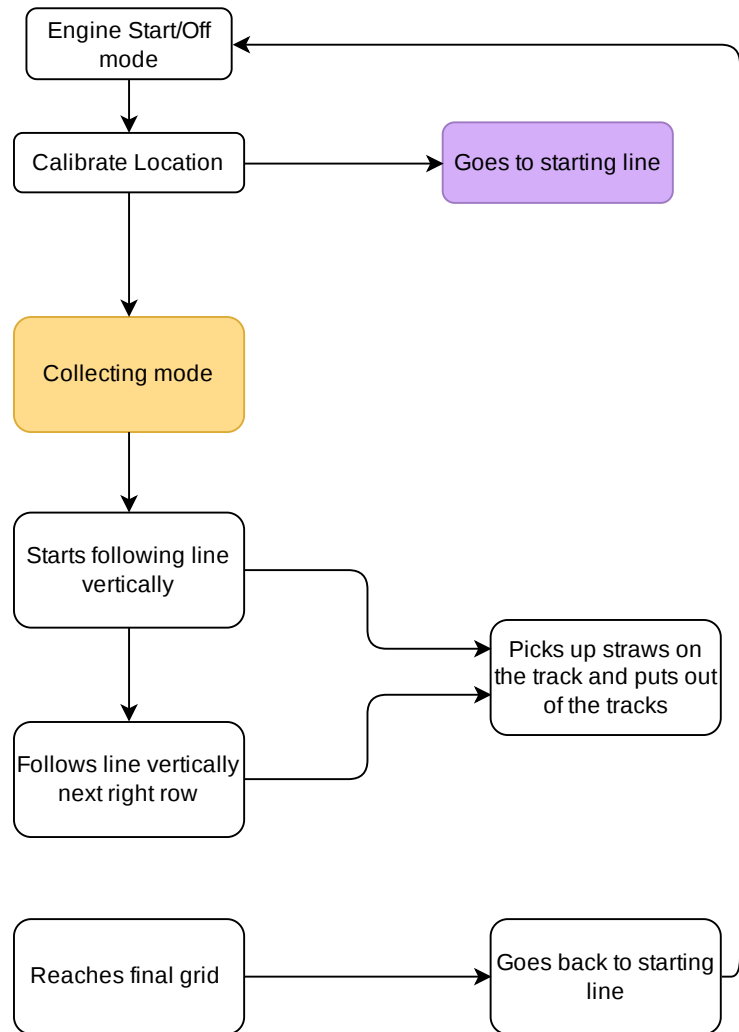 Engine Start/Off
mode
Calibrate Location
Goes to starting line
Collecting mode
Starts following line
vertically
Picks up straws on
the track and puts out
of the tracks
Follows line vertically
next right row
Reaches final grid
Goes back to starting
line